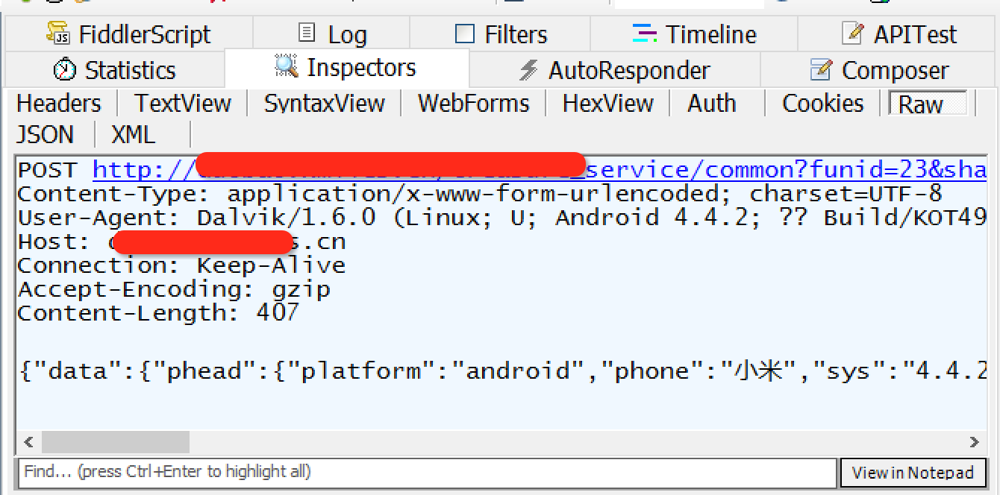 FiddlerScript Log Filters Timeline APITest
Statistics Inspectors AutoResponder Composer
Headers TextView SyntaxView WebForms HexView Auth Cookies Raw
JSON XML
POST http:// _service/common?funid=23&sha
Content-Type: application/x-www-form-urlencoded; charset=UTF-8
User-Agent: Dalvik/1.6.0 (Linux; U; Android 4.4.2; ?? Build/KOT49
Host: s.cn
Connection: Keep-Alive
Accept-Encoding: gzip
Content-Length: 407
{"data":{"phead":{"platform":"android","phone":"小米","sys":"4.4.2
Find... (press Ctrl+Enter to highlight all) View in Notepad